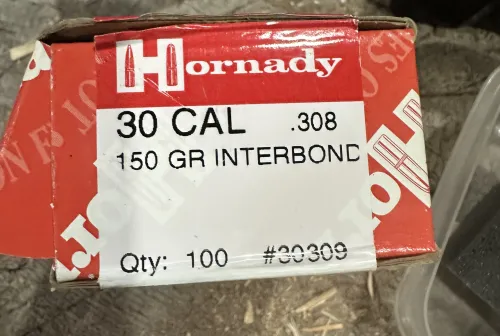 Hornady
30 CAL .308
150 GR INTERBOND
Qty: 100 #30309